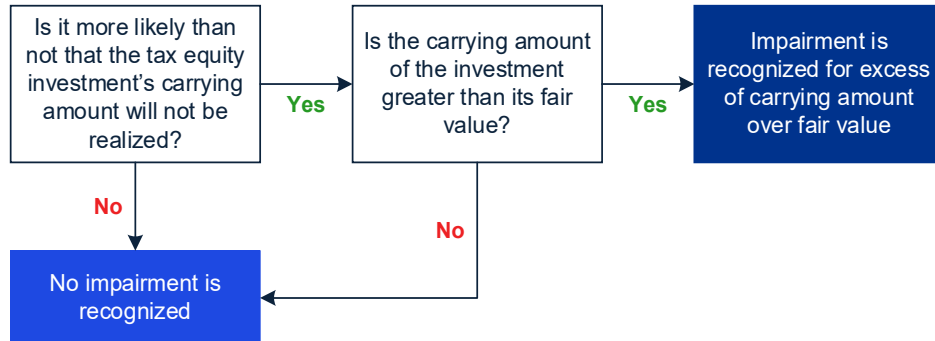 Is it more likely than
not that the tax equity
investment's carrying
amount will not be
realized?
Yes
Is the carrying amount
of the investment
greater than its fair
value?
Yes
Impairment is
recognized for excess
of carrying amount
over fair value
No
No
No impairment is
recognized